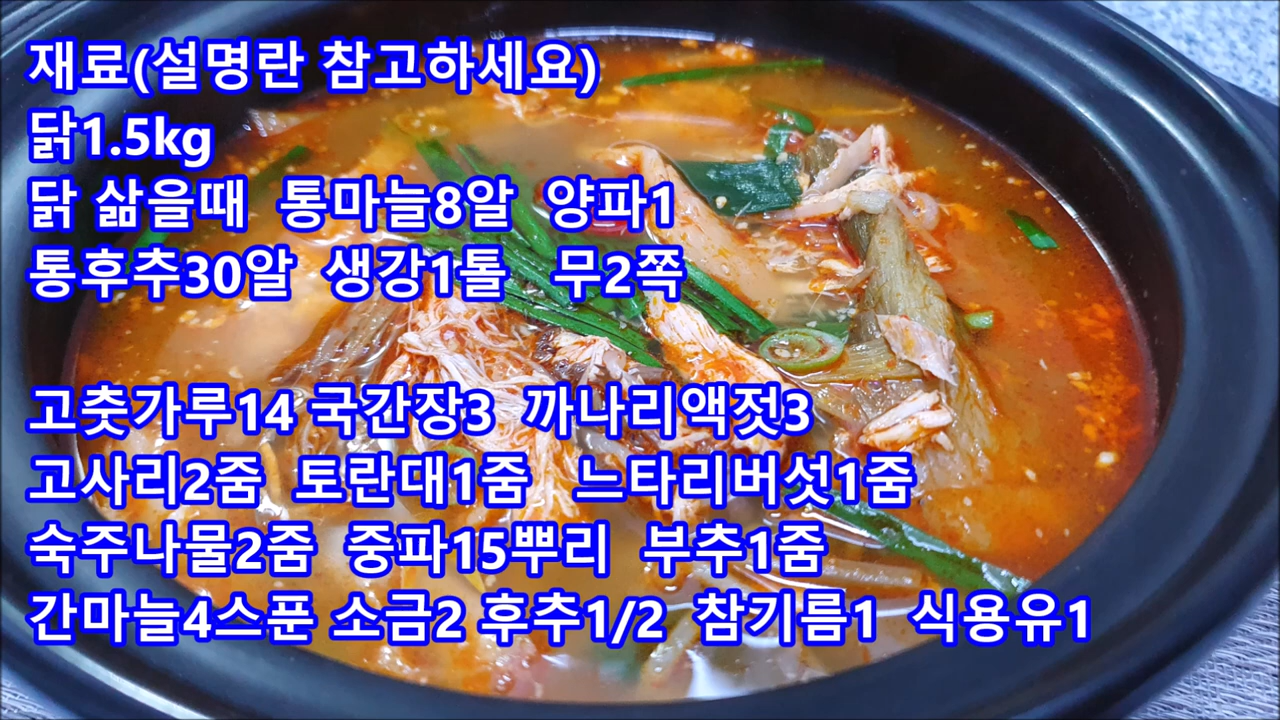 재료(설명란 참고하세요)
닭1.5kg
닭 삶을때 통마늘8알 양파1
통후추30알 생강1톨 무2쪽
고춧가루14 국간장3 까나리액젓3
고사리2줌 토란대1줌 느타리버섯1줌
숙주나물2줌 중파15뿌리 부추1줌
간마늘4스푼 소금2 후추1/2 참기름1 식용유1